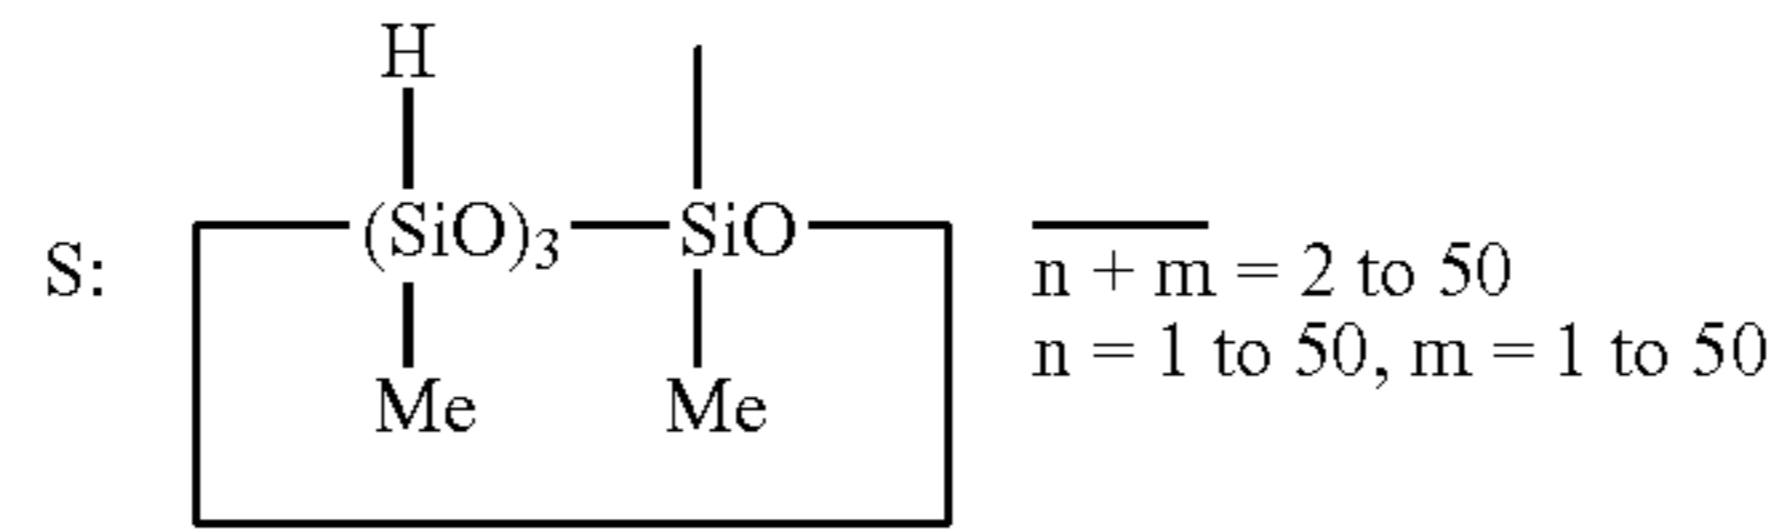 H
S: (SiO)3 SiO
n + m = 2 to 50
n = 1 to 50, m = 1 to 50
Me Me